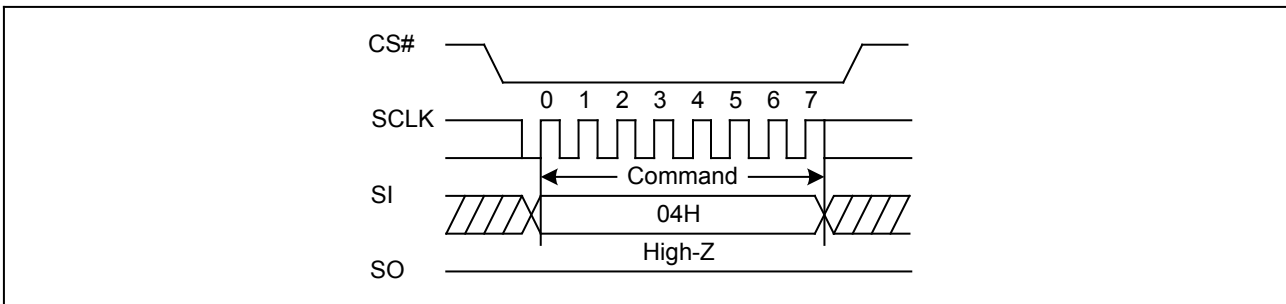 CS#
0 1 2 3 4 5 6 7
SCLK
Command
SI
04H
High-Z
SO